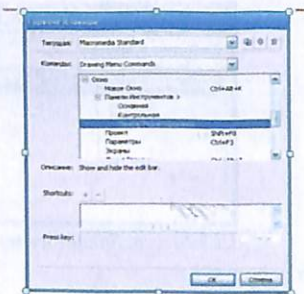 Текущая: Macromedia Standard
Команды: Drawing Menu Commands
Окно
Новое Окно Ctrl+Alt+K
Панели Инструментов >
Основная
Контрольная
Проект Shift+F8
Параметры Ctrl+F3
Экраны
Описание: Show and hide the edit bar.
Shortcuts:
Press key:
OK Отмена